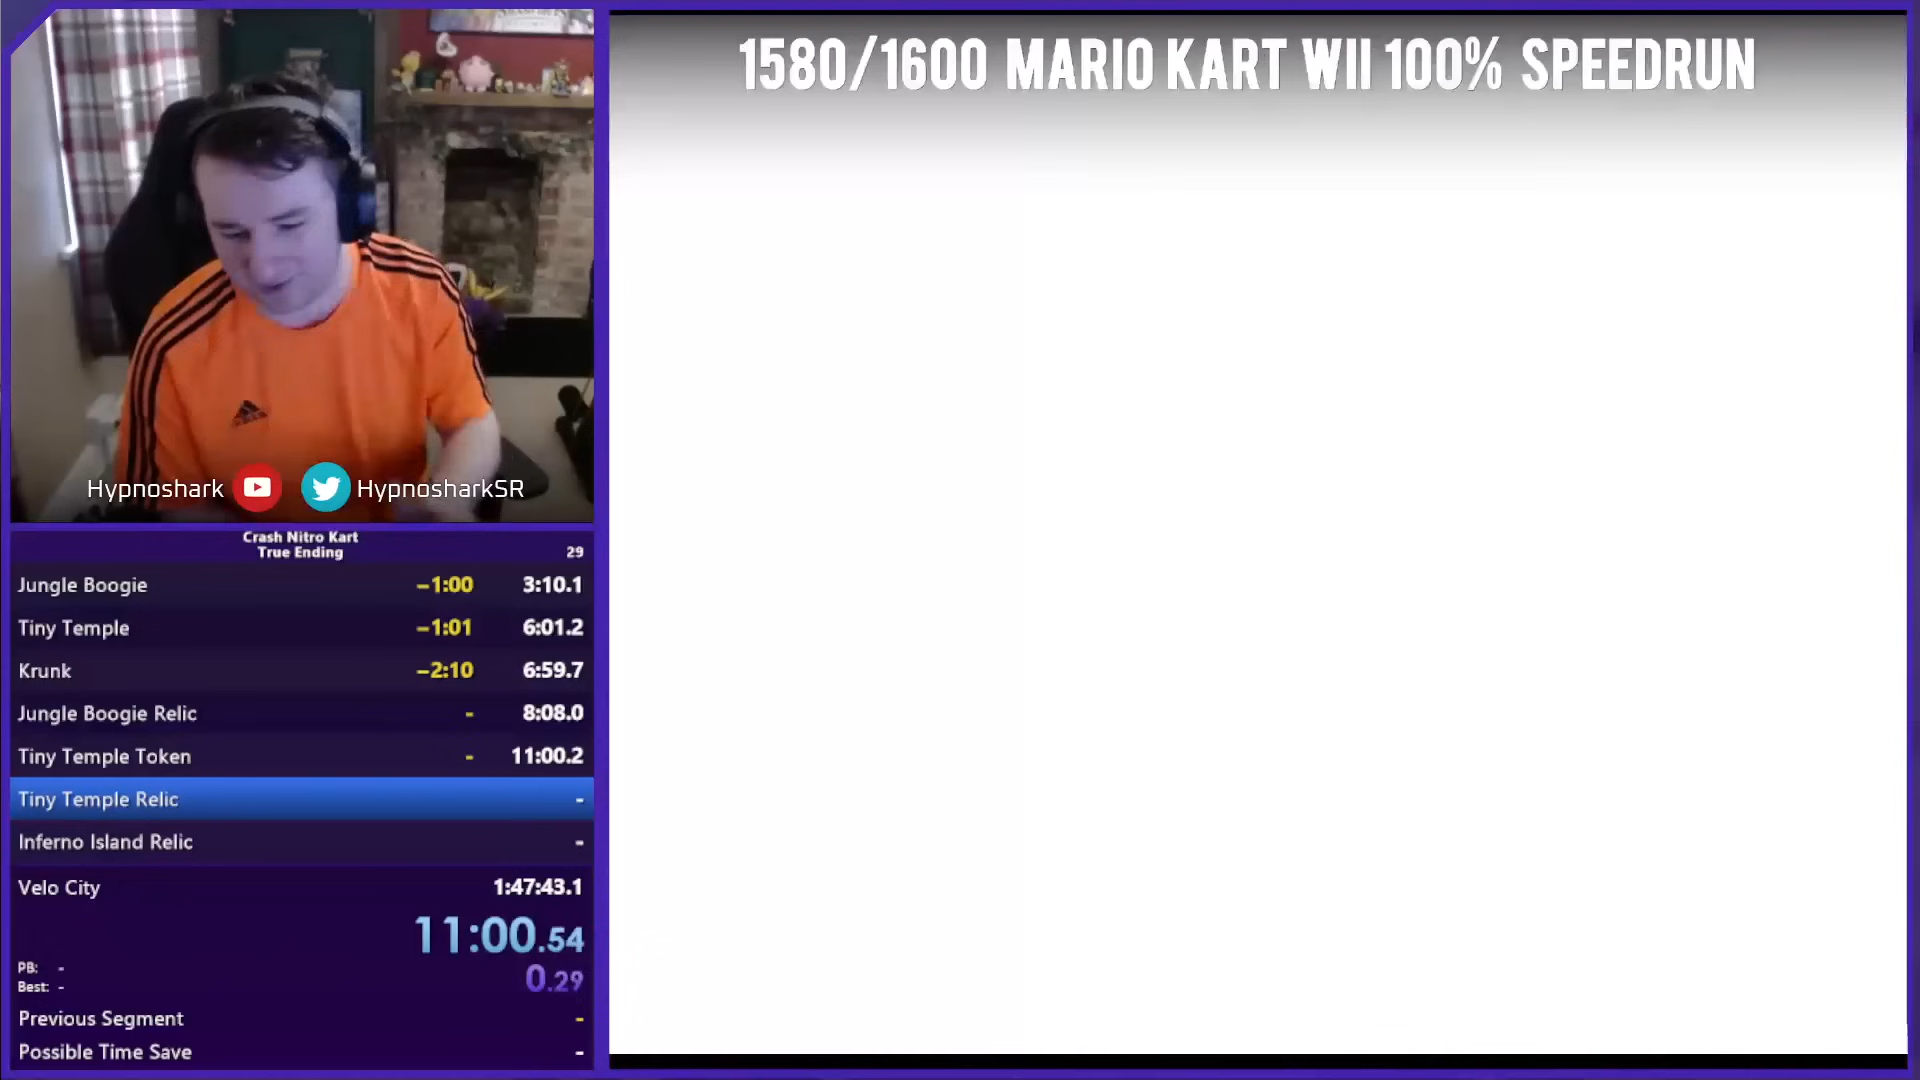 1580/1600 MARIO KART WII 100% SPEEDRUN
Hypnoshark HypnosharkSR
Crash Nitro Kart
True Ending 29
Jungle Boogie −1:00 3:10.1
Tiny Temple −1:01 6:01.2
Krunk −2:10 6:59.7
Jungle Boogie Relic - 8:08.0
Tiny Temple Token - 11:00.2
Tiny Temple Relic -
Inferno Island Relic -
Velo City 1:47:43.1
11:00.54
PB: -
0.29
Best: -
Previous Segment -
Possible Time Save -